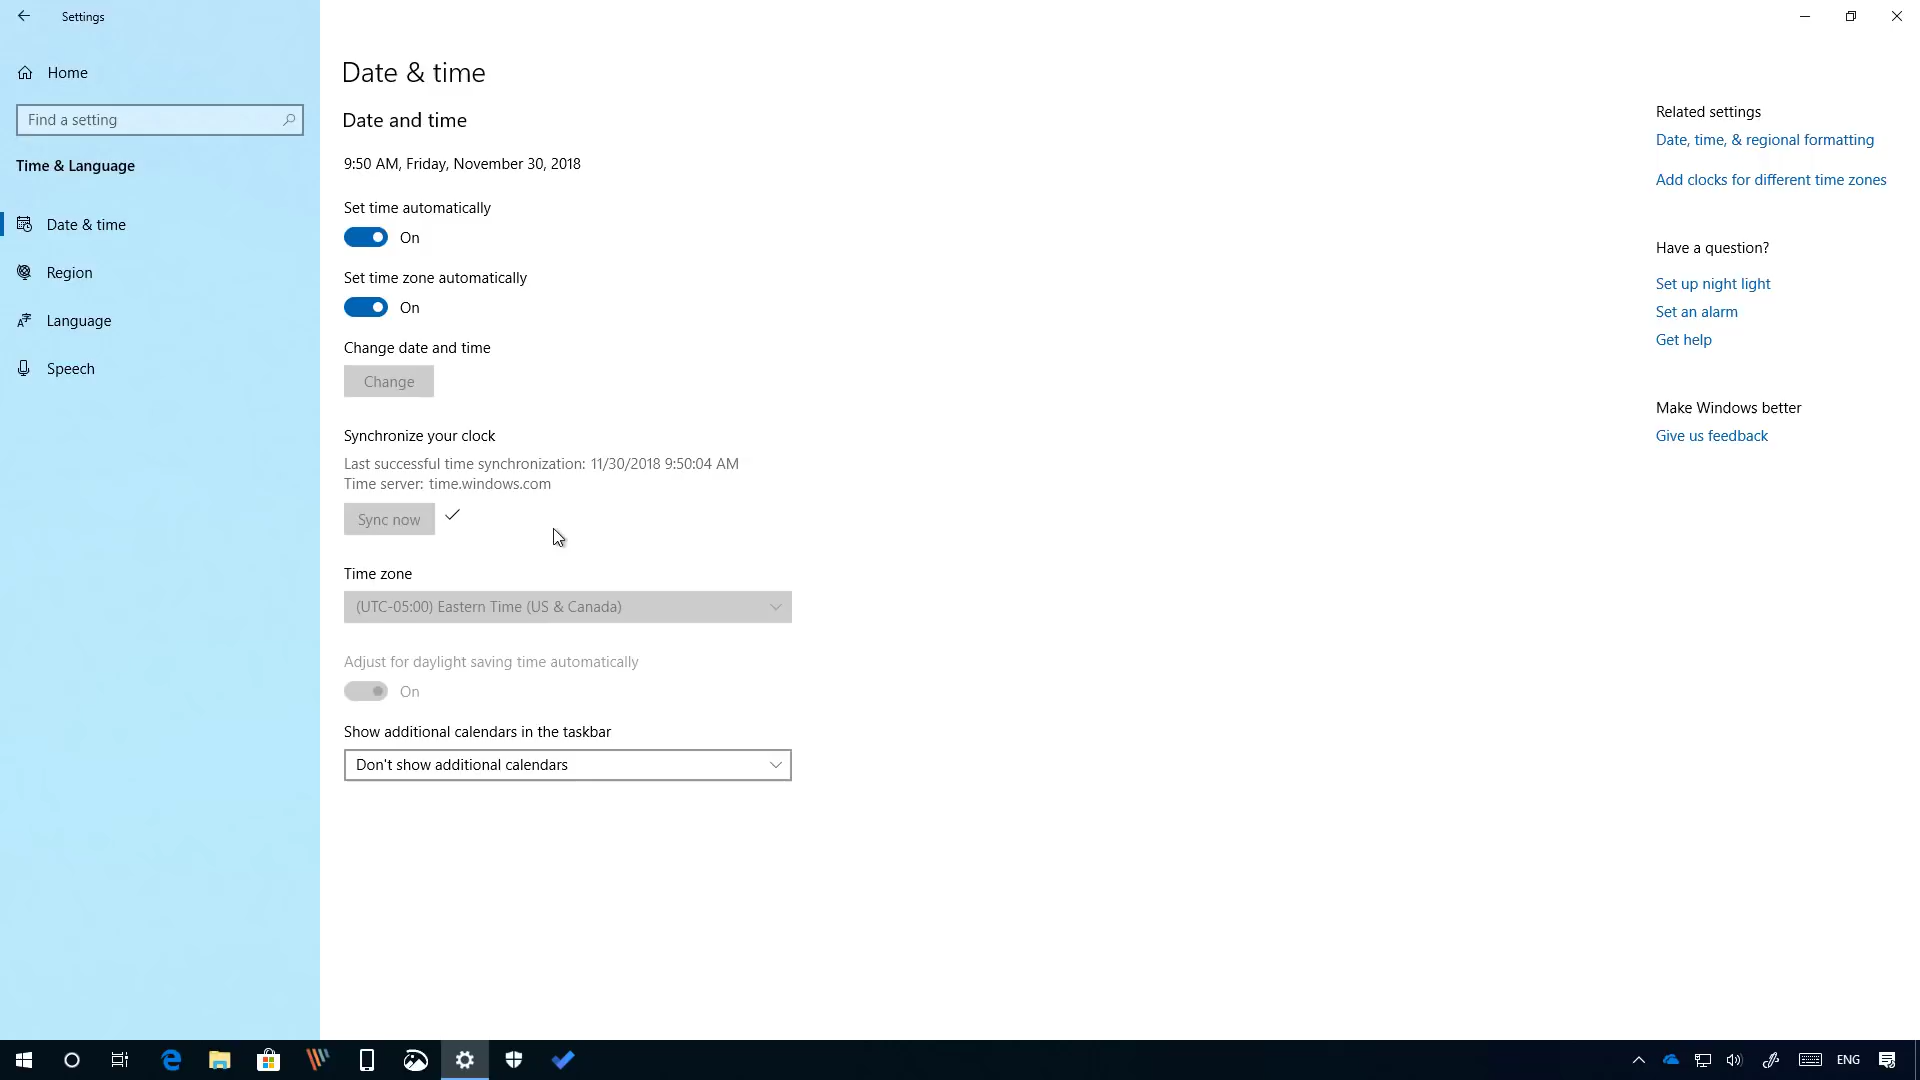 Settings
Home
Find a setting
Time & Language
Date & time
Region
Language
Speech
Date & time
Date and time
9:50 AM, Friday, November 30, 2018
Set time automatically
On
Set time zone automatically
On
Change date and time
Change
Synchronize your clock
Last successful time synchronization: 11/30/2018 9:50:04 AM
Time server: time.windows.com
Sync now
Time zone
(UTC-05:00) Eastern Time (US & Canada)
Adjust for daylight saving time automatically
On
Show additional calendars in the taskbar
Don't show additional calendars
Related settings
Date, time, & regional formatting
Add clocks for different time zones
Have a question?
Set up night light
Set an alarm
Get help
Make Windows better
Give us feedback
ENG